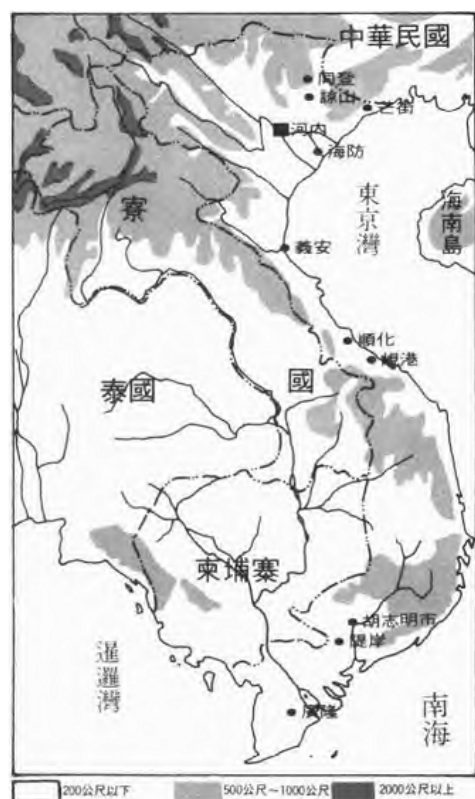 中華民國
同登
諒山
芒街
河內
海防
東京灣
海南島
寮
義安
順化
峴港
泰國
國
柬埔寨
胡志明市
堤岸
暹邏灣
南海
200公尺以下
500公尺~1000公尺
2000公尺以上